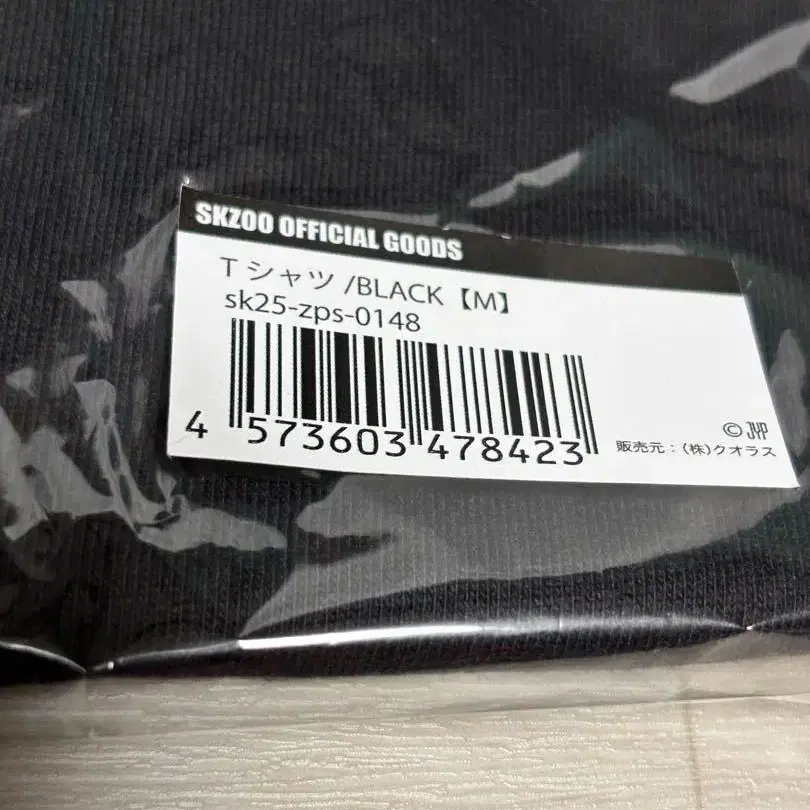 SKZOO OFFICIAL GOODS
Tシャツ /BLACK【M】
sk25-zps-0148
4 573603 478423
© JYP
販売元：(株)クオラス